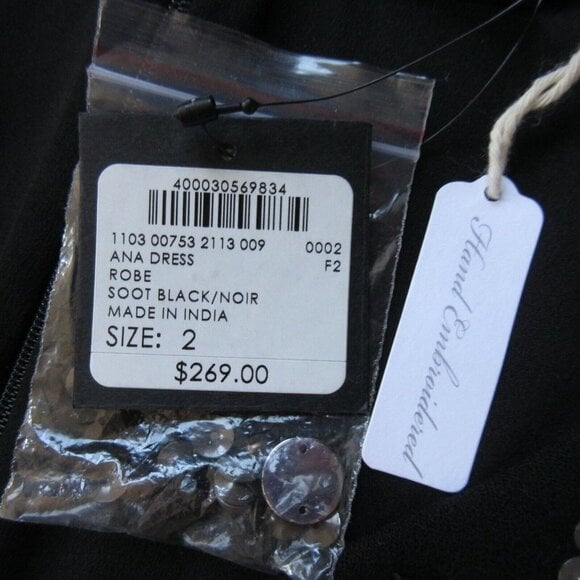 400030569834
1103 00753 2113 009 0002
ANA DRESS F2
ROBE
SOOT BLACK/NOIR
MADE IN INDIA
SIZE: 2
$269.00
Hand Embroidered